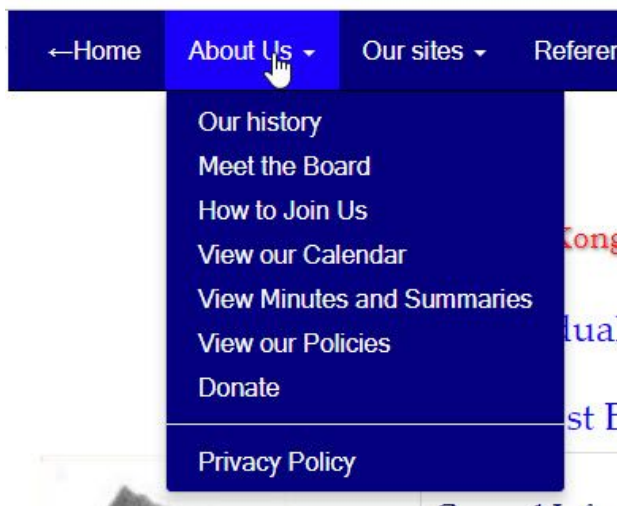 ←Home About Us Our sites
Our history
Meet the Board
How to Join Us
View our Calendar
View Minutes and Summaries
View our Policies
Donate
Privacy Policy